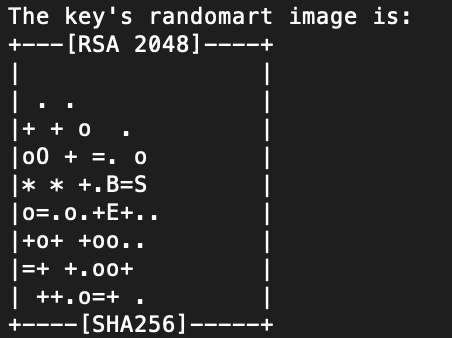 The key's randomart image is:
+---[RSA 2048]----+
|                 |
| . .             |
|+ + o  .         |
|oO + =. o        |
|* * +.B=S        |
|o=.o.+E+..       |
|+o+ +oo..        |
|=+ +.oo+         |
| ++.o=+ .        |
+----[SHA256]-----+